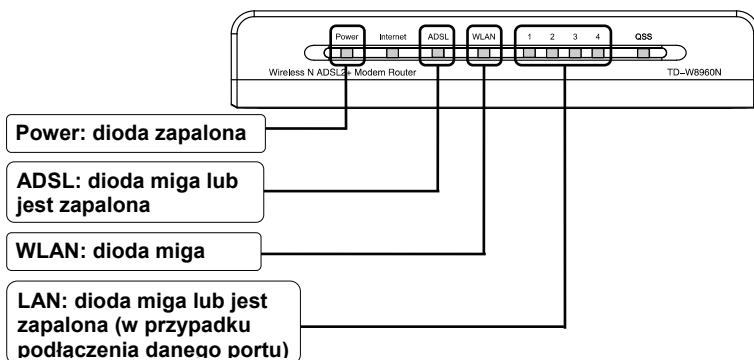 Power Internet ADSL WLAN 1 2 3 4 QSS
Wireless N ADSL2+ Modem Router TD-W8960N
Power: dioda zapalona
ADSL: dioda miga lub
jest zapalona
WLAN: dioda miga
LAN: dioda miga lub jest
zapalona (w przypadku
podłączenia danego portu)